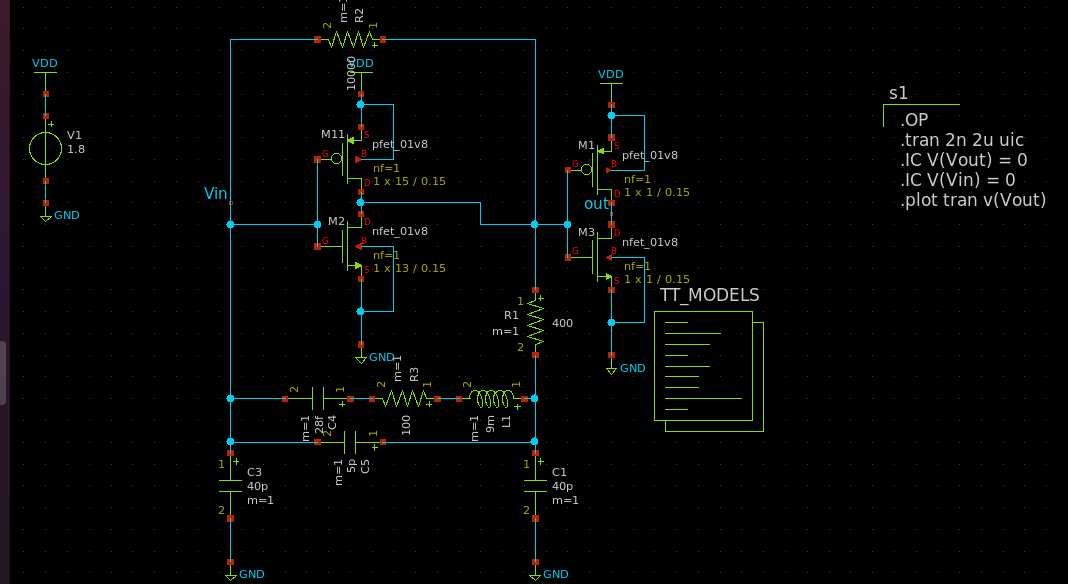 m=
R2
2
1
+
10000
VDD
VDD
VDD
+
V1
1.8
GND
M11
S
pfet_01v8
G
B
nf=1
1 x 15 / 0.15
D
M1
S
pfet_01v8
G
B
nf=1
1 x 1 / 0.15
D
Vin
out
M2
D
nfet_01v8
G
B
nf=1
1 x 13 / 0.15
S
M3
D
nfet_01v8
G
B
nf=1
1 x 1 / 0.15
S
GND
GND
s1
.OP
.tran 2n 2u uic
.IC V(Vout) = 0
.IC V(Vin) = 0
.plot tran v(Vout)
TT_MODELS
1
+
R1
400
m=1
2
2
1
+
m=1
28f
C4
m=1
R3
2
1
+
100
2
1
+
m=1
9m
L1
2
1
+
m=1
5p
C5
1
+
C3
40p
m=1
2
GND
1
+
C1
40p
m=1
2
GND